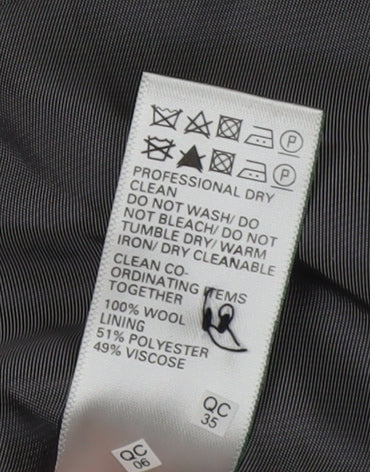 PROFESSIONAL DRY
CLEAN
DO NOT WASH/ DO
NOT BLEACH/ DO NOT
TUMBLE DRY/ WARM
IRON/ DRY CLEANABLE
CLEAN CO-
ORDINATING ITEMS
TOGETHER
100% WOOL
LINING
51% POLYESTER
49% VISCOSE
QC
35
QC
06